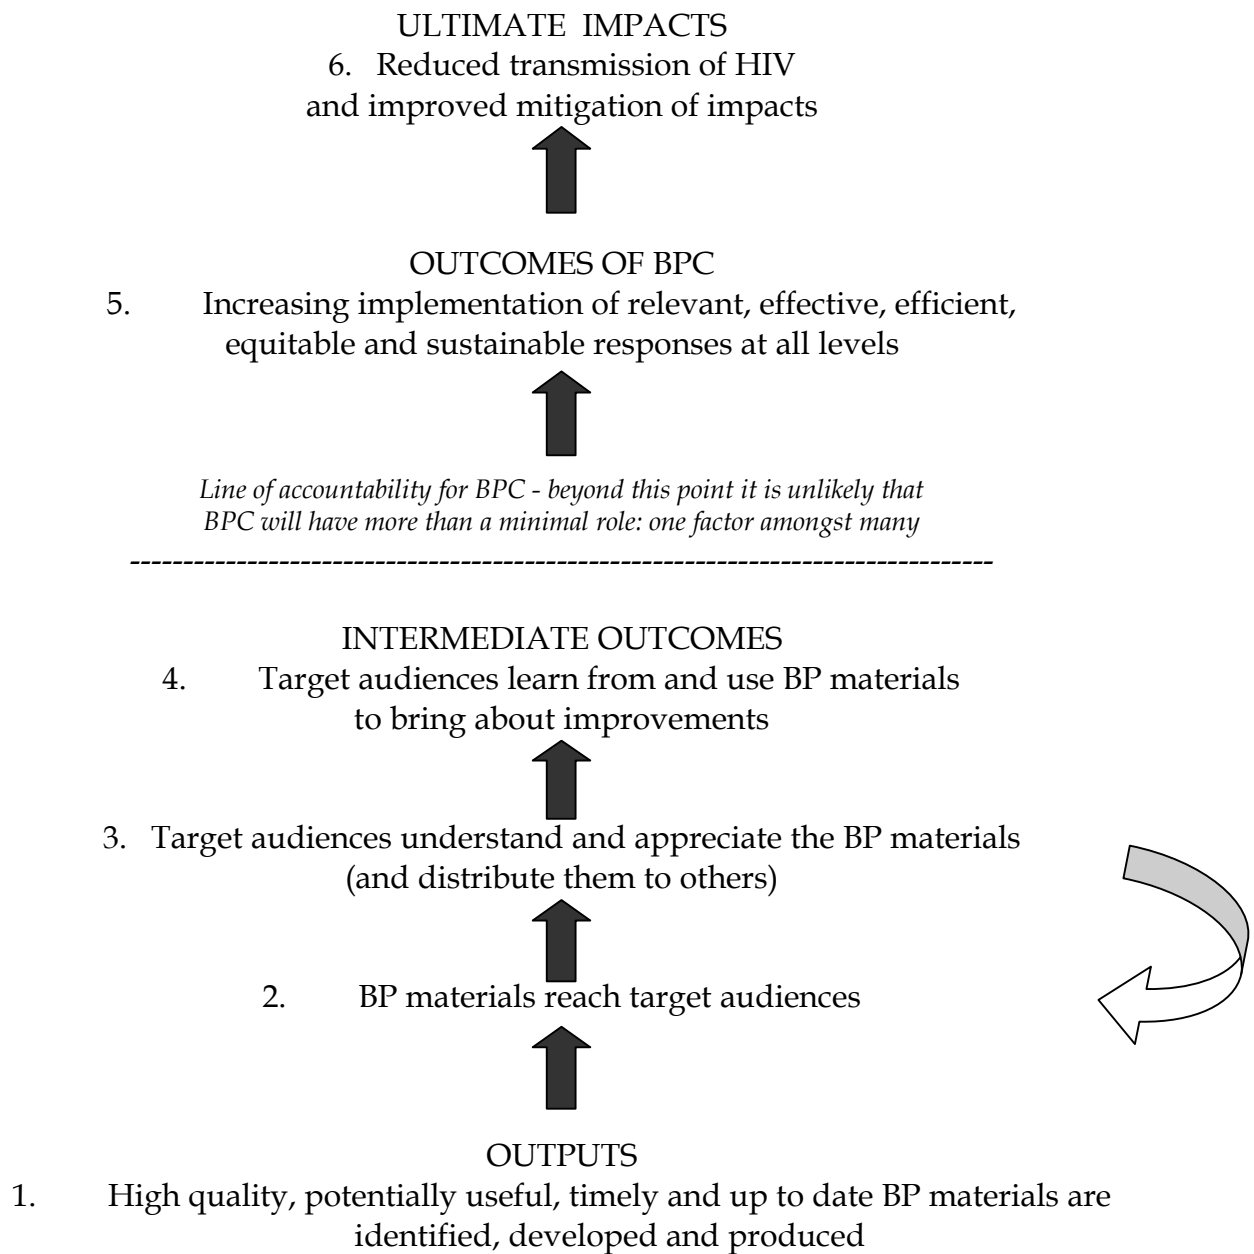 ULTIMATE IMPACTS
6. Reduced transmission of HIV
and improved mitigation of impacts
OUTCOMES OF BPC
5. Increasing implementation of relevant, effective, efficient,
equitable and sustainable responses at all levels
Line of accountability for BPC - beyond this point it is unlikely that
BPC will have more than a minimal role: one factor amongst many
INTERMEDIATE OUTCOMES
4. Target audiences learn from and use BP materials
to bring about improvements
3. Target audiences understand and appreciate the BP materials
(and distribute them to others)
2. BP materials reach target audiences
OUTPUTS
1. High quality, potentially useful, timely and up to date BP materials are
identified, developed and produced